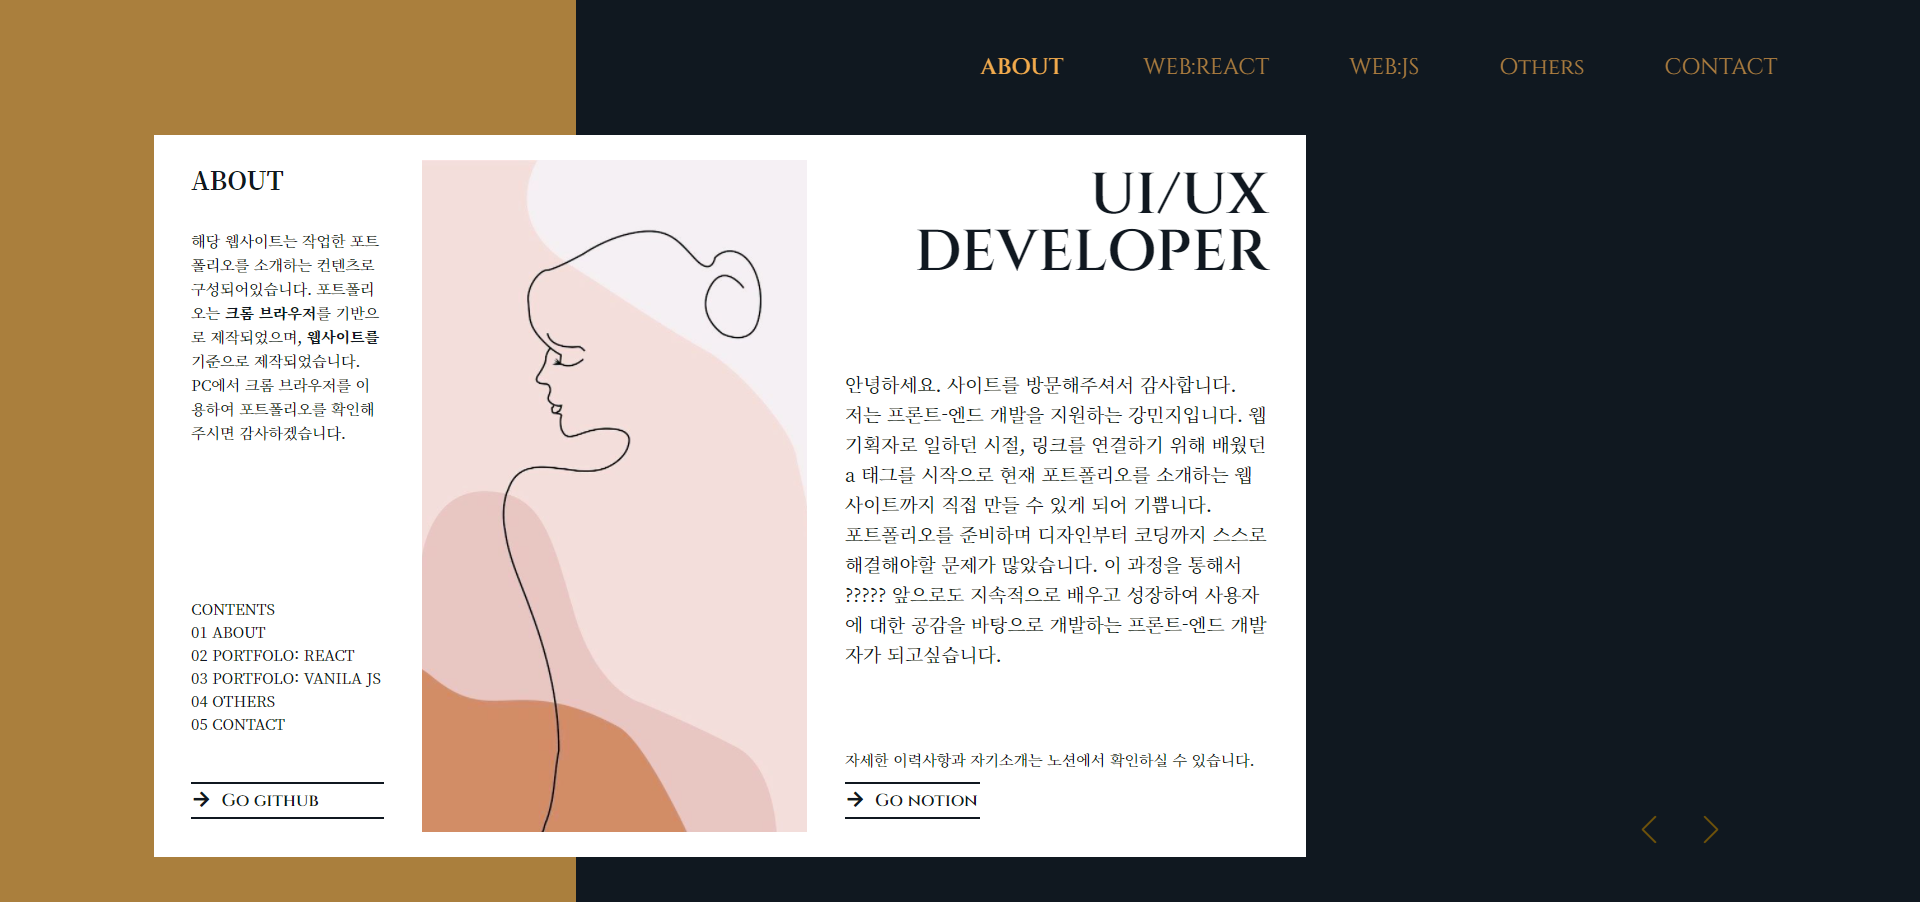 ABOUT
WEB:REACT
WEB:JS
Others
CONTACT
ABOUT
해당 웹사이트는 작업한 포트
폴리오를 소개하는 컨텐츠로
구성되어있습니다. 포트폴리
오는 크롬 브라우저를 기반으
로 제작되었으며, 웹사이트를
기준으로 제작되었습니다.
PC에서 크롬 브라우저를 이
용하여 포트폴리오를 확인해
주시면 감사하겠습니다.
CONTENTS
01 ABOUT
02 PORTFOLO: REACT
03 PORTFOLO: VANILA JS
04 OTHERS
05 CONTACT
Go github
UI/UX
DEVELOPER
안녕하세요. 사이트를 방문해주셔서 감사합니다.
저는 프론트-엔드 개발을 지원하는 강민지입니다. 웹
기획자로 일하던 시절, 링크를 연결하기 위해 배웠던
a 태그를 시작으로 현재 포트폴리오를 소개하는 웹
사이트까지 직접 만들 수 있게 되어 기쁩니다.
포트폴리오를 준비하며 디자인부터 코딩까지 스스로
해결해야할 문제가 많았습니다. 이 과정을 통해서
????? 앞으로도 지속적으로 배우고 성장하여 사용자
에 대한 공감을 바탕으로 개발하는 프론트-엔드 개발
자가 되고싶습니다.
자세한 이력사항과 자기소개는 노션에서 확인하실 수 있습니다.
Go notion